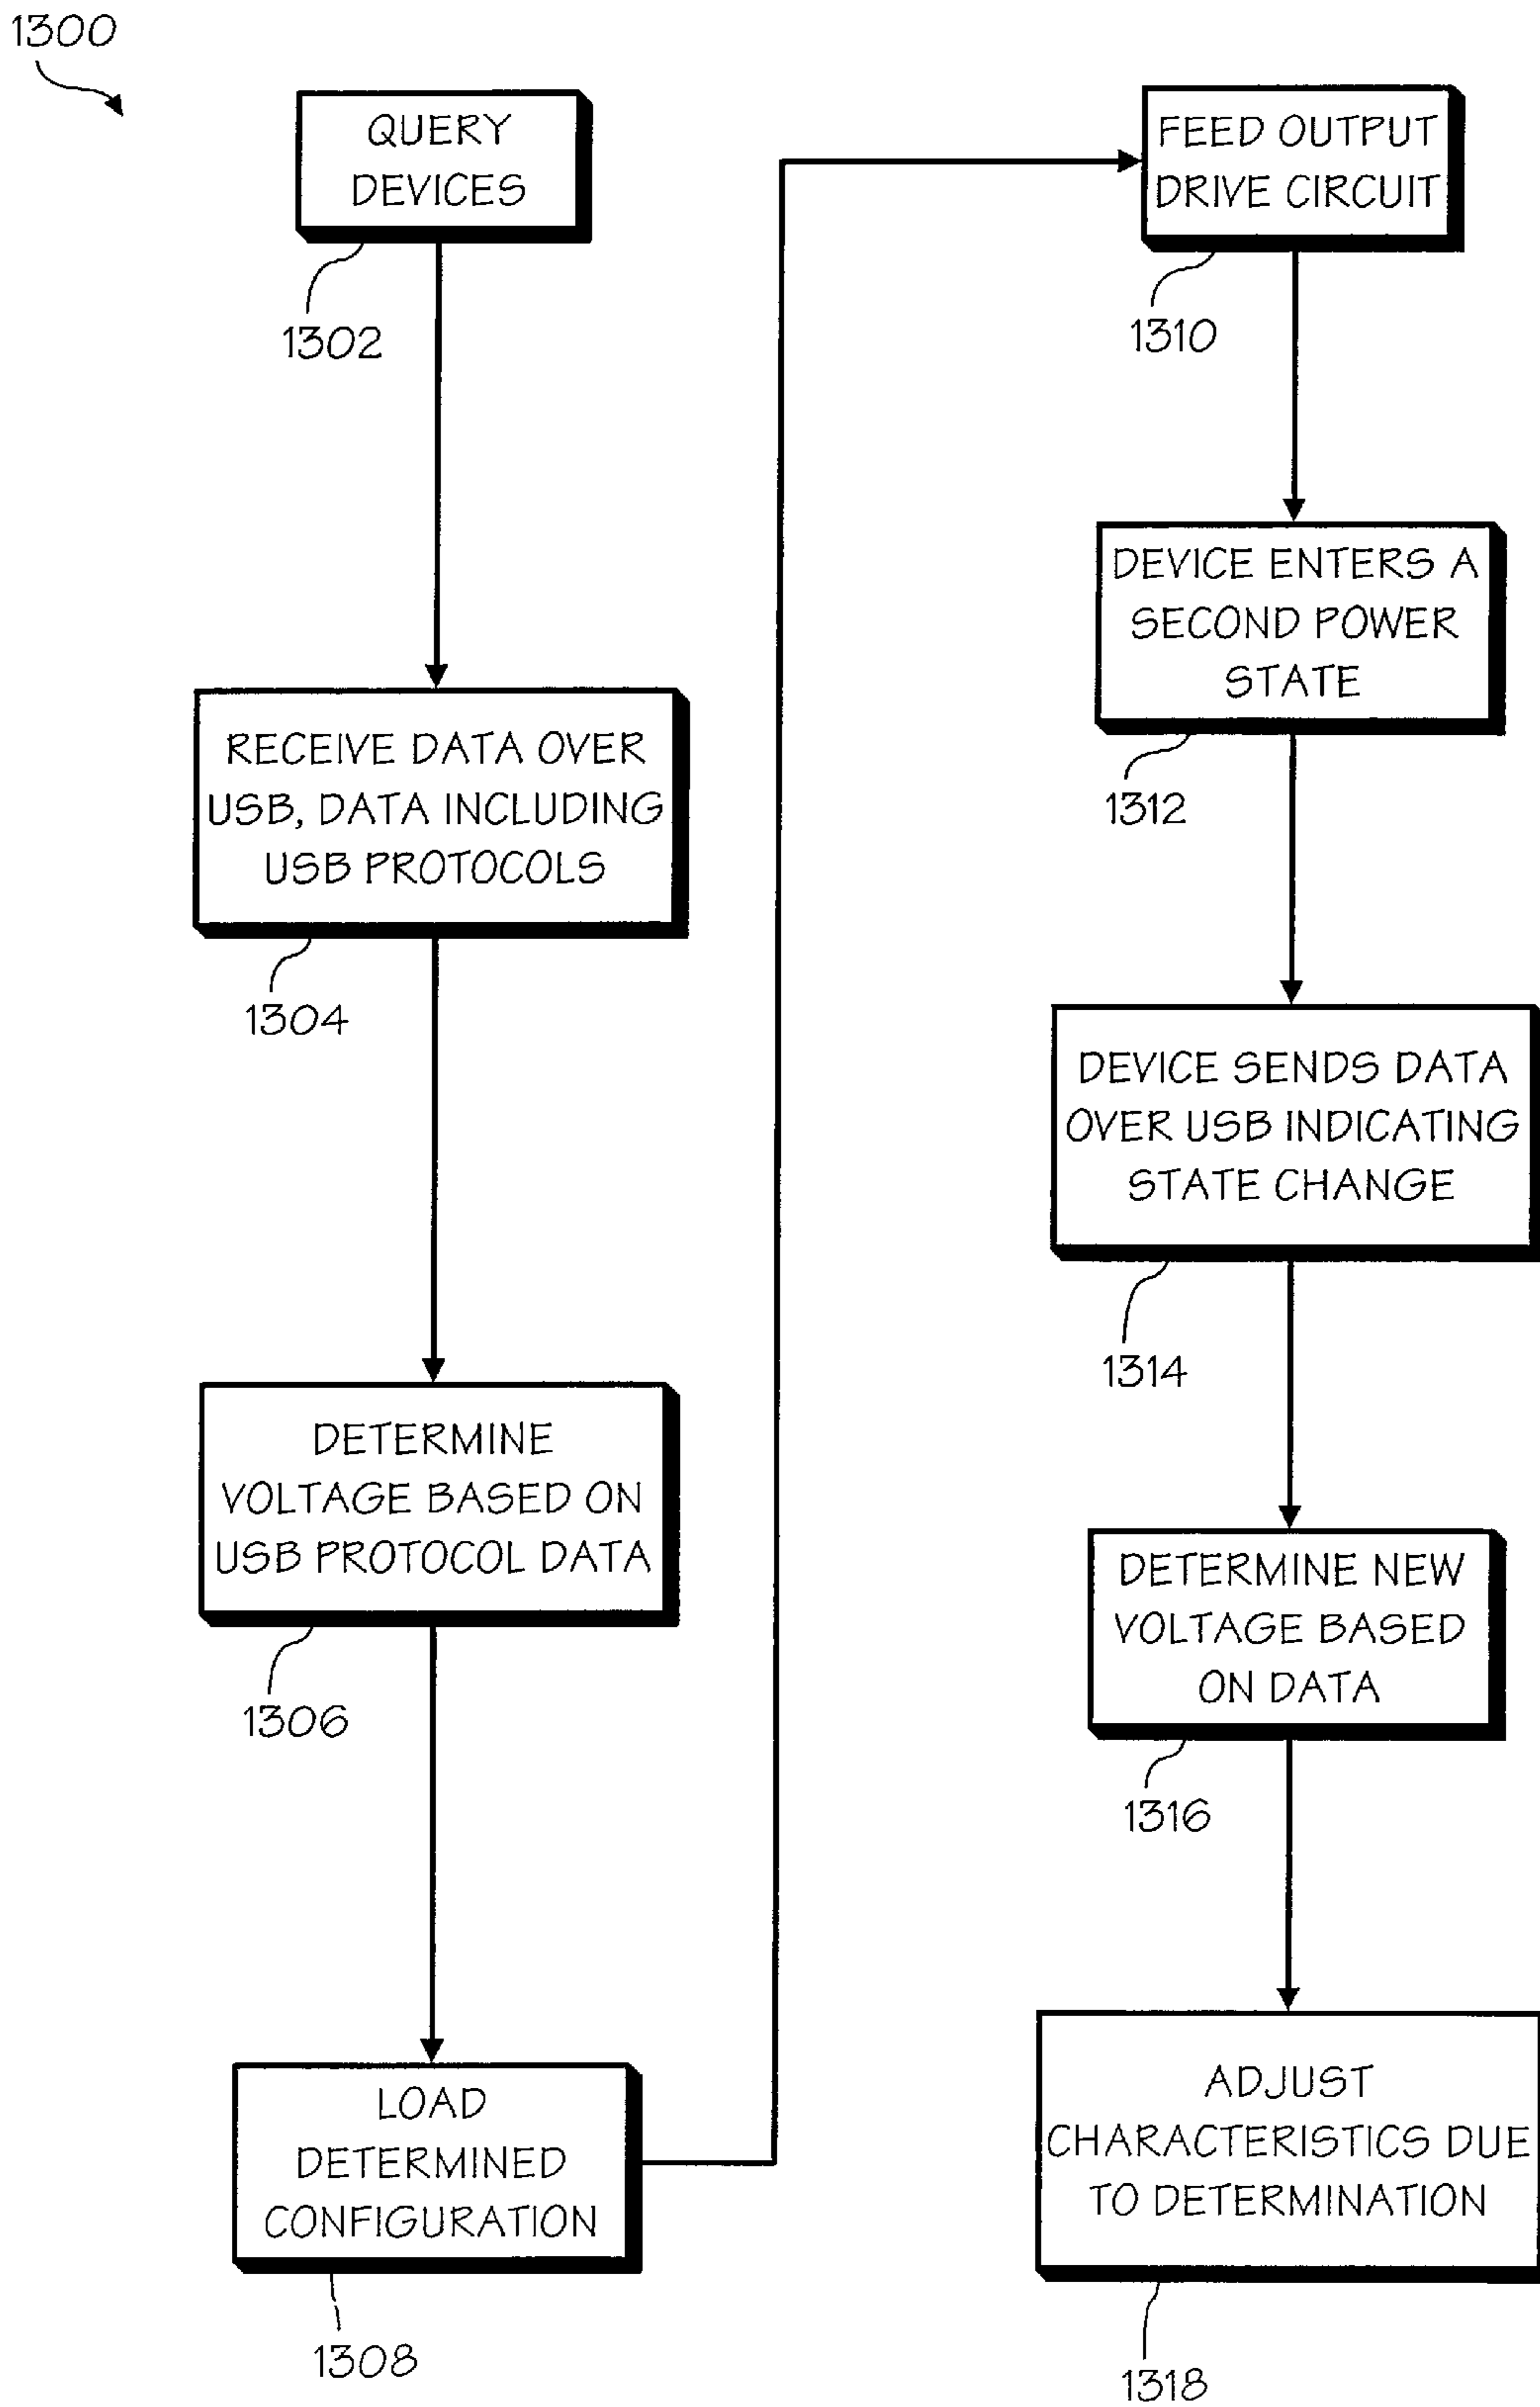 1300
QUERY
DEVICES
1302
RECEIVE DATA OVER
USB, DATA INCLUDING
USB PROTOCOLS
1304
DETERMINE
VOLTAGE BASED ON
USB PROTOCOL DATA
1306
LOAD
DETERMINED
CONFIGURATION
1308
FEED OUTPUT
DRIVE CIRCUIT
1310
DEVICE ENTERS A
SECOND POWER
STATE
1312
DEVICE SENDS DATA
OVER USB INDICATING
STATE CHANGE
1314
DETERMINE NEW
VOLTAGE BASED
ON DATA
1316
ADJUST
CHARACTERISTICS DUE
TO DETERMINATION
1318